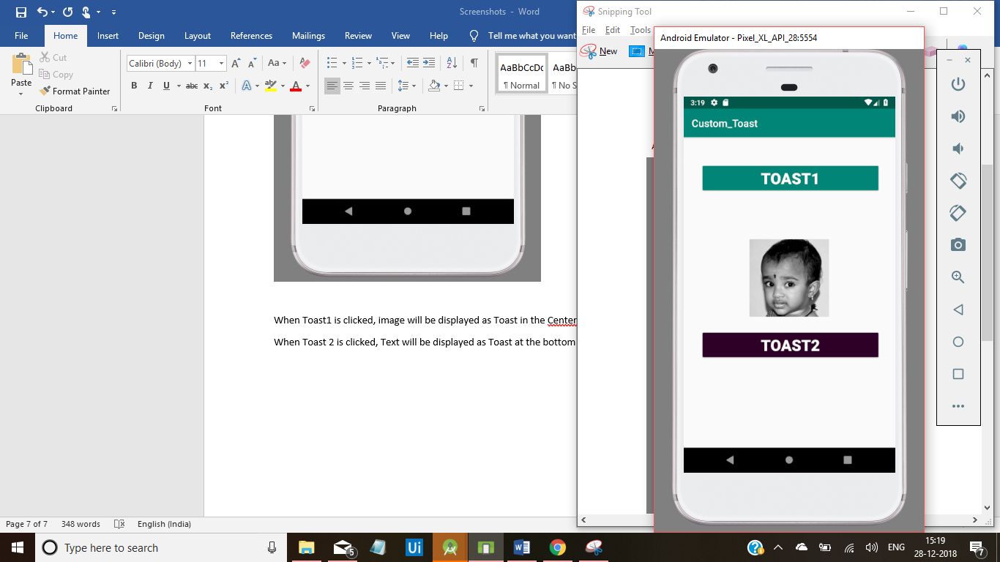 Screenshots - Word
File Home Insert Design Layout References Mailings Review View Help Tell me what you want
Cut
Copy
Paste
Format Painter
Clipboard
Calibri (Body) 11
Aa
B I U abc x₂ x² A ab A
Font
Paragraph
AaBbCcDc AaBb
¶ Normal ¶ No S
When Toast1 is clicked, image will be displayed as Toast in the Center
When Toast 2 is clicked, Text will be displayed as Toast at the bottom
Page 7 of 7 348 words English (India)
Snipping Tool
File Edit Tools
New M
Android Emulator - Pixel_XL_API_28:5554
3:19
Custom_Toast
TOAST1
TOAST2
Type here to search
5
Ui
ENG
15:19
28-12-2018
7